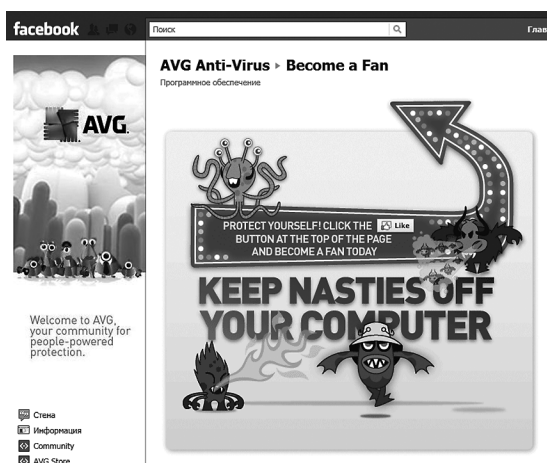 facebook
Поиск
Глав
AVG Anti-Virus ▸ Become a Fan
Программное обеспечение
AVG
PROTECT YOURSELF! CLICK THE Like
BUTTON AT THE TOP OF THE PAGE
AND BECOME A FAN TODAY
KEEP NASTIES OFF
YOUR COMPUTER
Welcome to AVG,
your community for
people-powered
protection.
Стена
Информация
Community
AVG Store